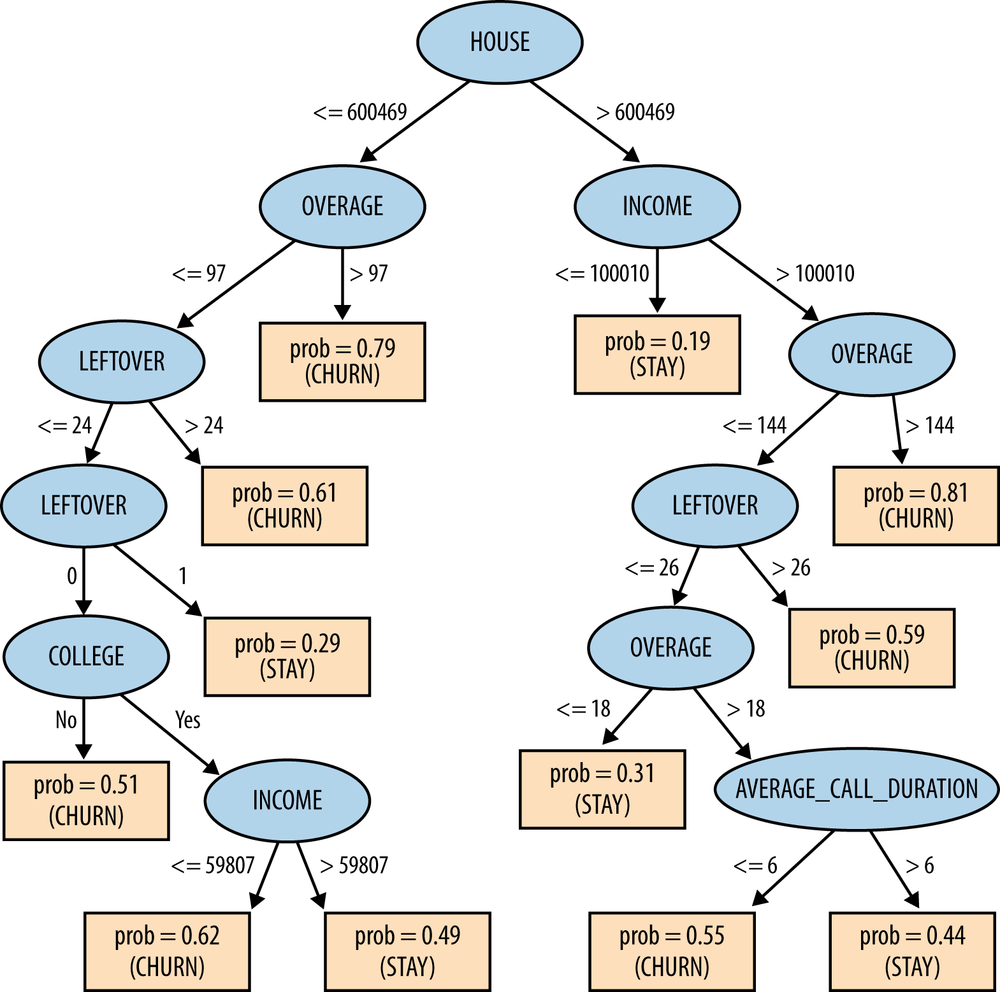 HOUSE
<= 600469
> 600469
OVERAGE
INCOME
<= 97
> 97
<= 100010
> 100010
LEFTOVER
prob = 0.79
(CHURN)
prob = 0.19
(STAY)
OVERAGE
<= 24
> 24
<= 144
> 144
LEFTOVER
prob = 0.61
(CHURN)
LEFTOVER
prob = 0.81
(CHURN)
0
1
<= 26
> 26
COLLEGE
prob = 0.29
(STAY)
OVERAGE
prob = 0.59
(CHURN)
No
Yes
<= 18
> 18
prob = 0.51
(CHURN)
INCOME
prob = 0.31
(STAY)
AVERAGE_CALL_DURATION
<= 59807
> 59807
<= 6
> 6
prob = 0.62
(CHURN)
prob = 0.49
(STAY)
prob = 0.55
(CHURN)
prob = 0.44
(STAY)